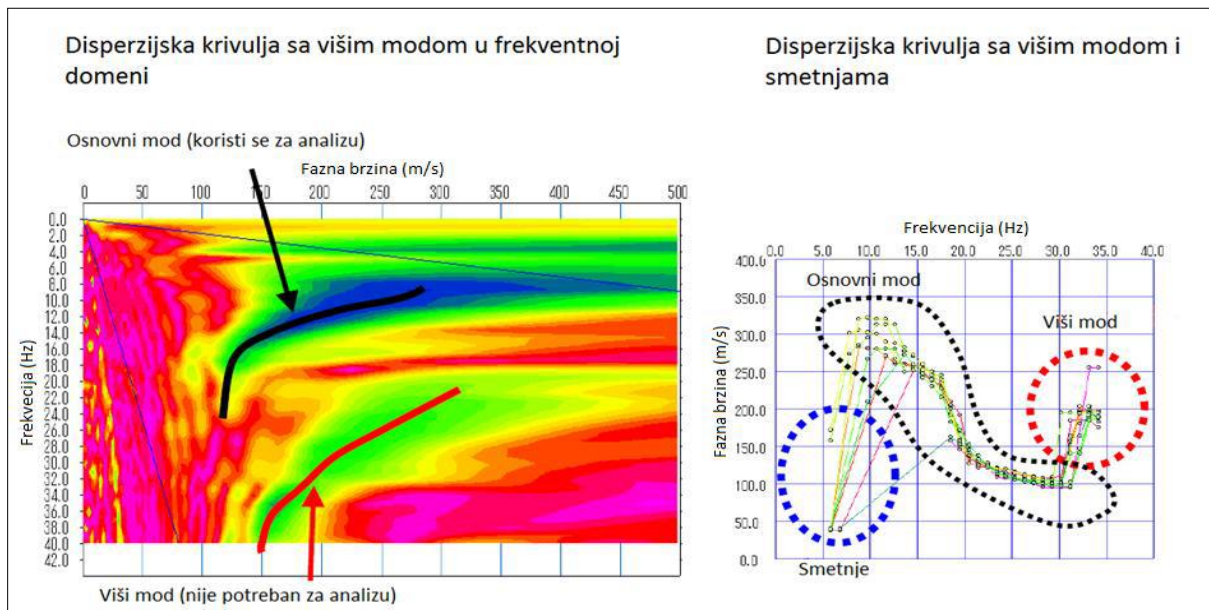 Disperzijska krivulja sa višim modom u frekventnoj
domeni
Osnovni mod (koristi se za analizu)
Fazna brzina (m/s)
0 50 100 150 200 250 300 350 400 450 500
Frekvecija (Hz)
0.0
2.0
4.0
6.0
8.0
10.0
12.0
14.0
16.0
18.0
20.0
22.0
24.0
26.0
28.0
30.0
32.0
34.0
36.0
38.0
40.0
42.0
Viši mod (nije potreban za analizu)
Disperzijska krivulja sa višim modom i
smetnjama
Frekvencija (Hz)
0.0 5.0 10.0 15.0 20.0 25.0 30.0 35.0 40.0
Fazna brzina (m/s)
400.0
350.0
300.0
250.0
200.0
150.0
100.0
50.0
0.0
Osnovni mod
Viši mod
Smetnje